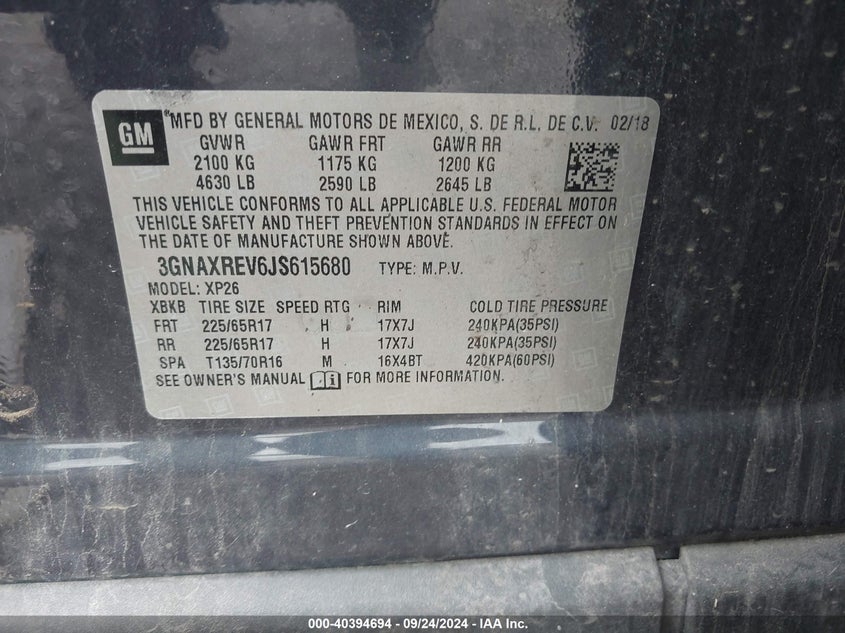 GM
MFD BY GENERAL MOTORS DE MEXICO, S. DE R.L. DE C.V. 02/18
GVWR GAWR FRT GAWR RR
2100 KG 1175 KG 1200 KG
4630 LB 2590 LB 2645 LB
THIS VEHICLE CONFORMS TO ALL APPLICABLE U.S. FEDERAL MOTOR
VEHICLE SAFETY AND THEFT PREVENTION STANDARDS IN EFFECT ON
THE DATE OF MANUFACTURE SHOWN ABOVE.
3GNAXREV6JS615680 TYPE: M.P.V.
MODEL: XP26
XBKB TIRE SIZE SPEED RTG RIM COLD TIRE PRESSURE
FRT 225/65R17 H 17X7J 240KPA(35PSI)
RR 225/65R17 H 17X7J 240KPA(35PSI)
SPA T135/70R16 M 16X4BT 420KPA(60PSI)
SEE OWNER'S MANUAL FOR MORE INFORMATION.
000-40394694 - 09/24/2024 - IAA Inc.